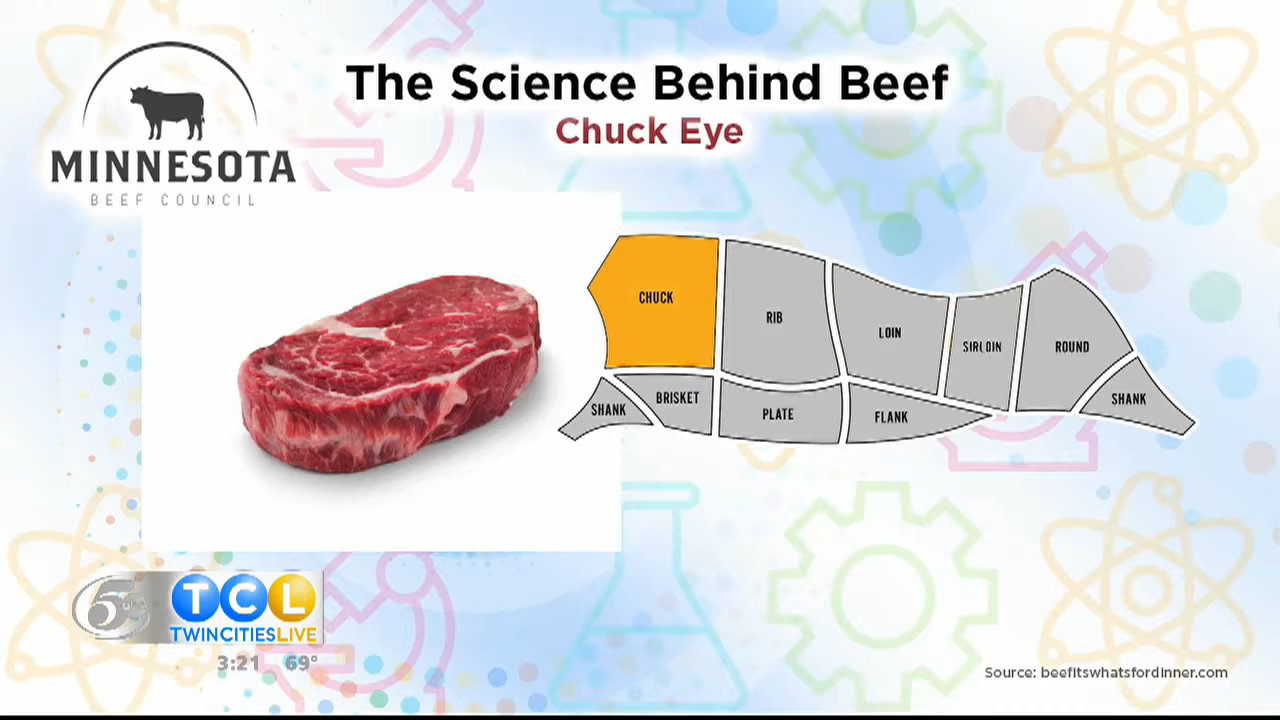 The Science Behind Beef
Chuck Eye
MINNESOTA
BEEF COUNCIL
CHUCK
RIB
LOIN
SIRLOIN
ROUND
SHANK
BRISKET
PLATE
FLANK
SHANK
5
TCL
TWINCITIESLIVE
3:21 69°
Source: beefitswhatsfordinner.com